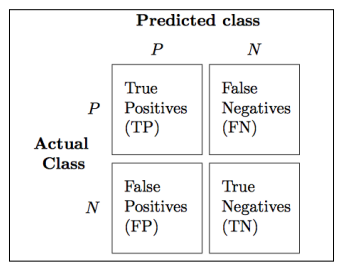 Predicted class
P N
True
Positives
(TP)
False
Negatives
(FN)
P
Actual
Class
False
Positives
(FP)
True
Negatives
(TN)
N